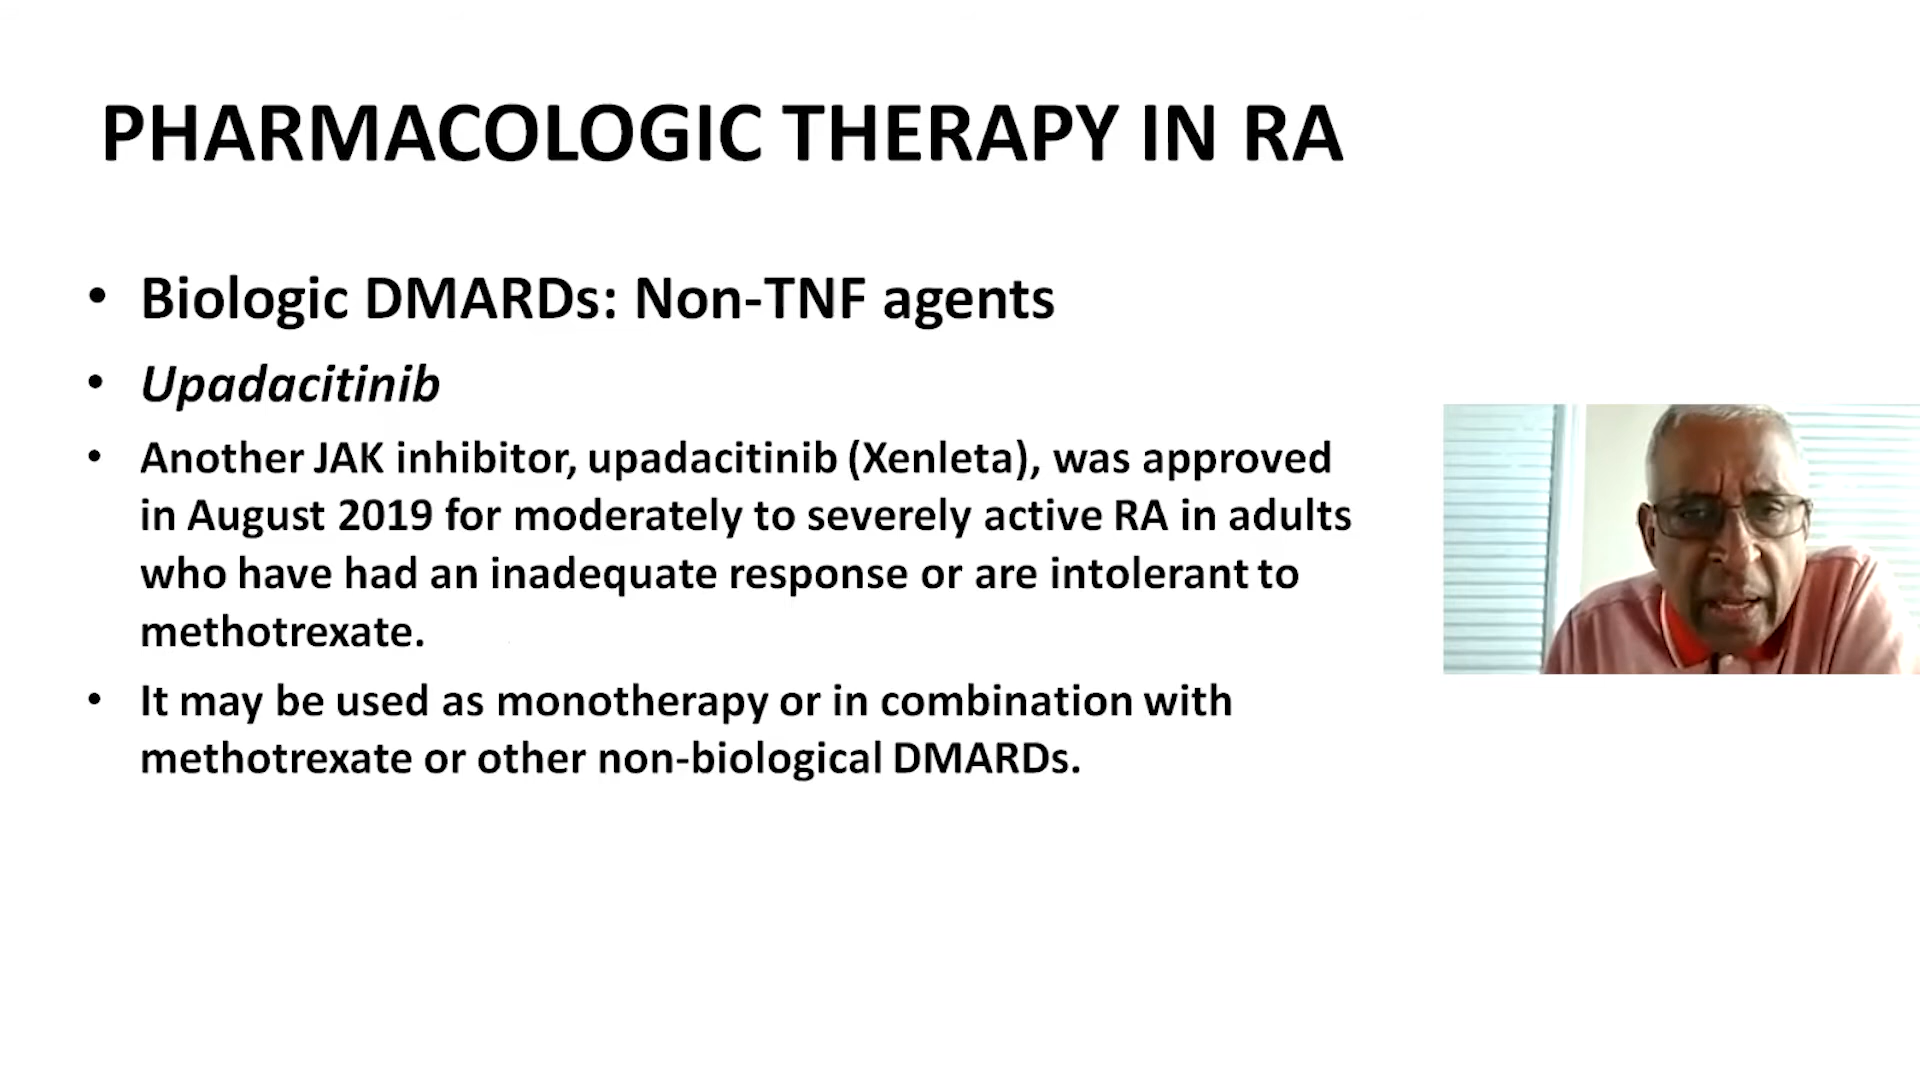 PHARMACOLOGIC THERAPY IN RA
• Biologic DMARDs: Non-TNF agents
• Upadacitinib
• Another JAK inhibitor, upadacitinib (Xenleta), was approved
in August 2019 for moderately to severely active RA in adults
who have had an inadequate response or are intolerant to
methotrexate.
• It may be used as monotherapy or in combination with
methotrexate or other non-biological DMARDs.